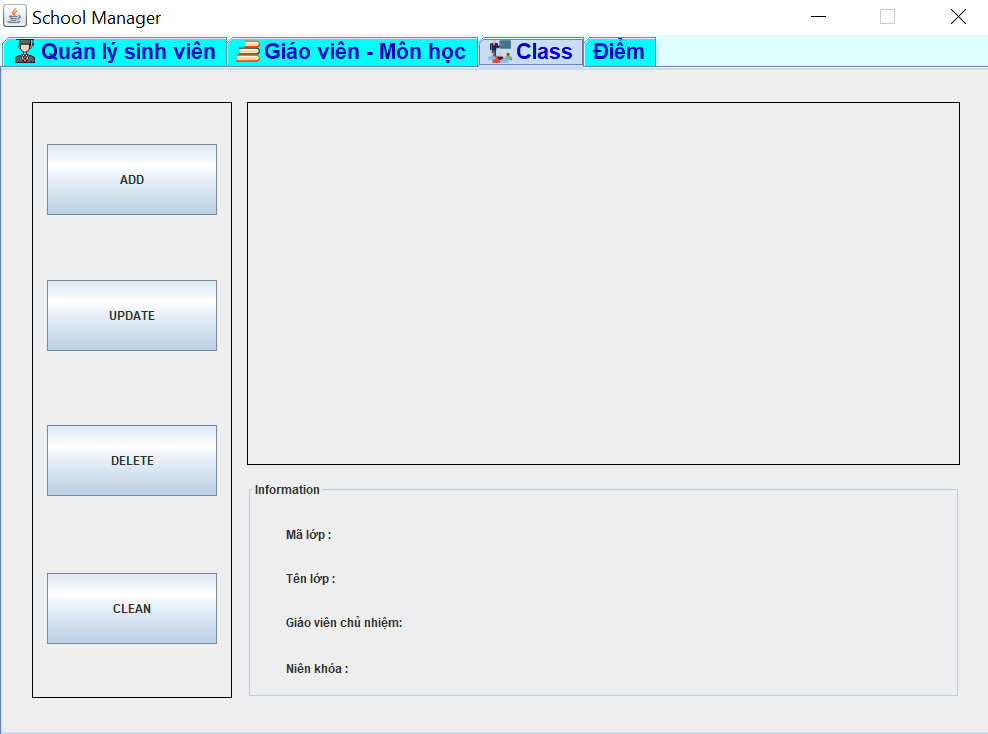 School Manager
Quản lý sinh viên Giáo viên - Môn học Class Điểm
ADD
UPDATE
DELETE
CLEAN
Information
Mã lớp :
Tên lớp :
Giáo viên chủ nhiệm:
Niên khóa :